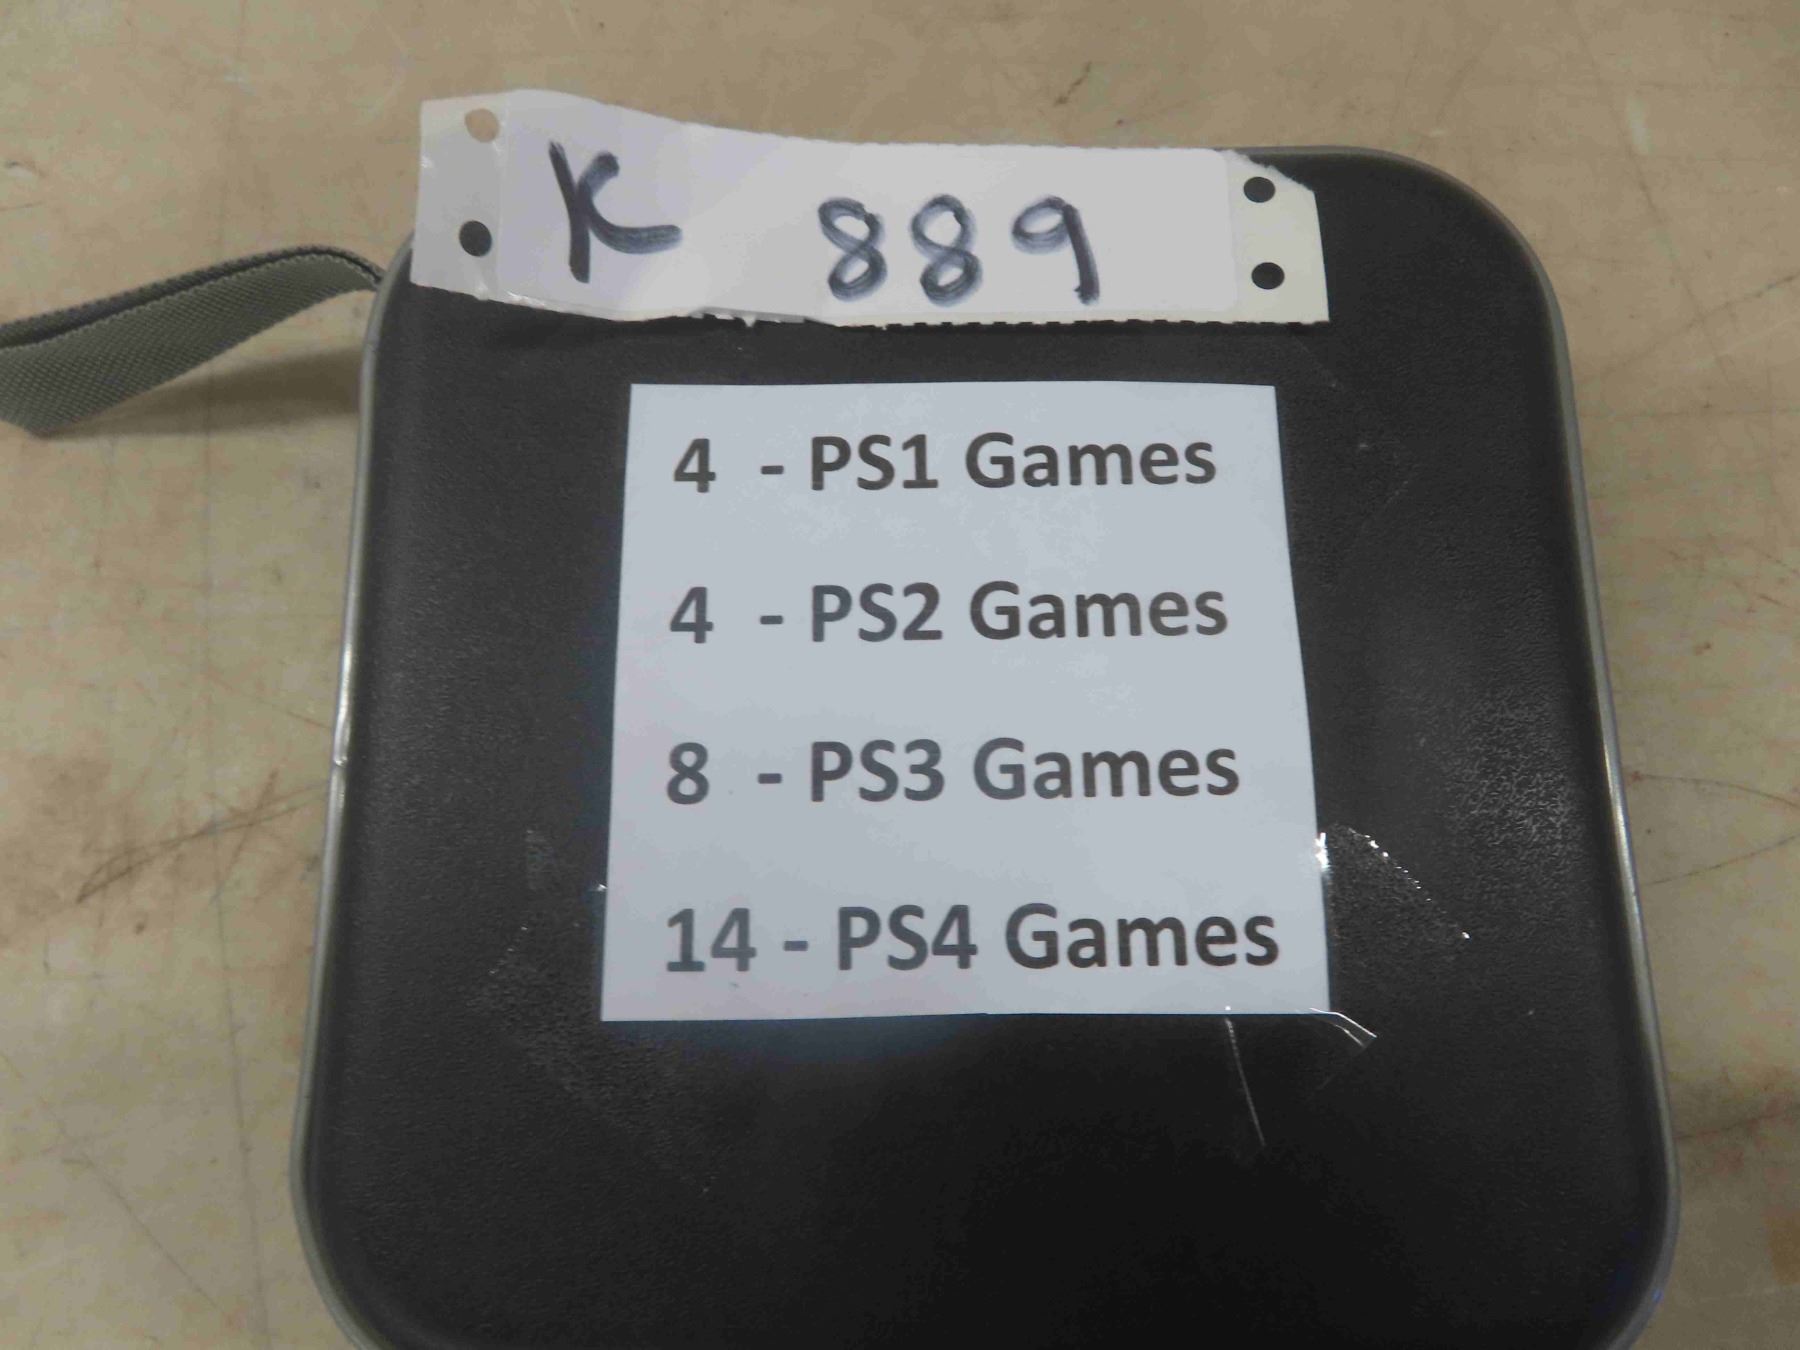 K 889
4 - PS1 Games
4 - PS2 Games
8 - PS3 Games
14 - PS4 Games